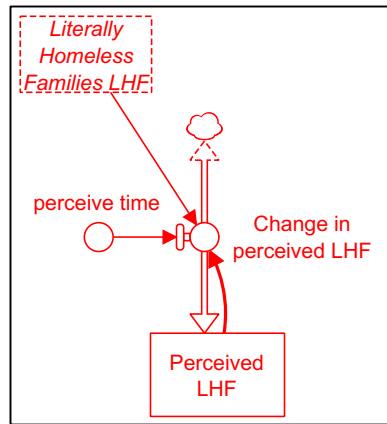 Literally
Homeless
Families LHF
perceive time
Change in
perceived LHF
Perceived
LHF